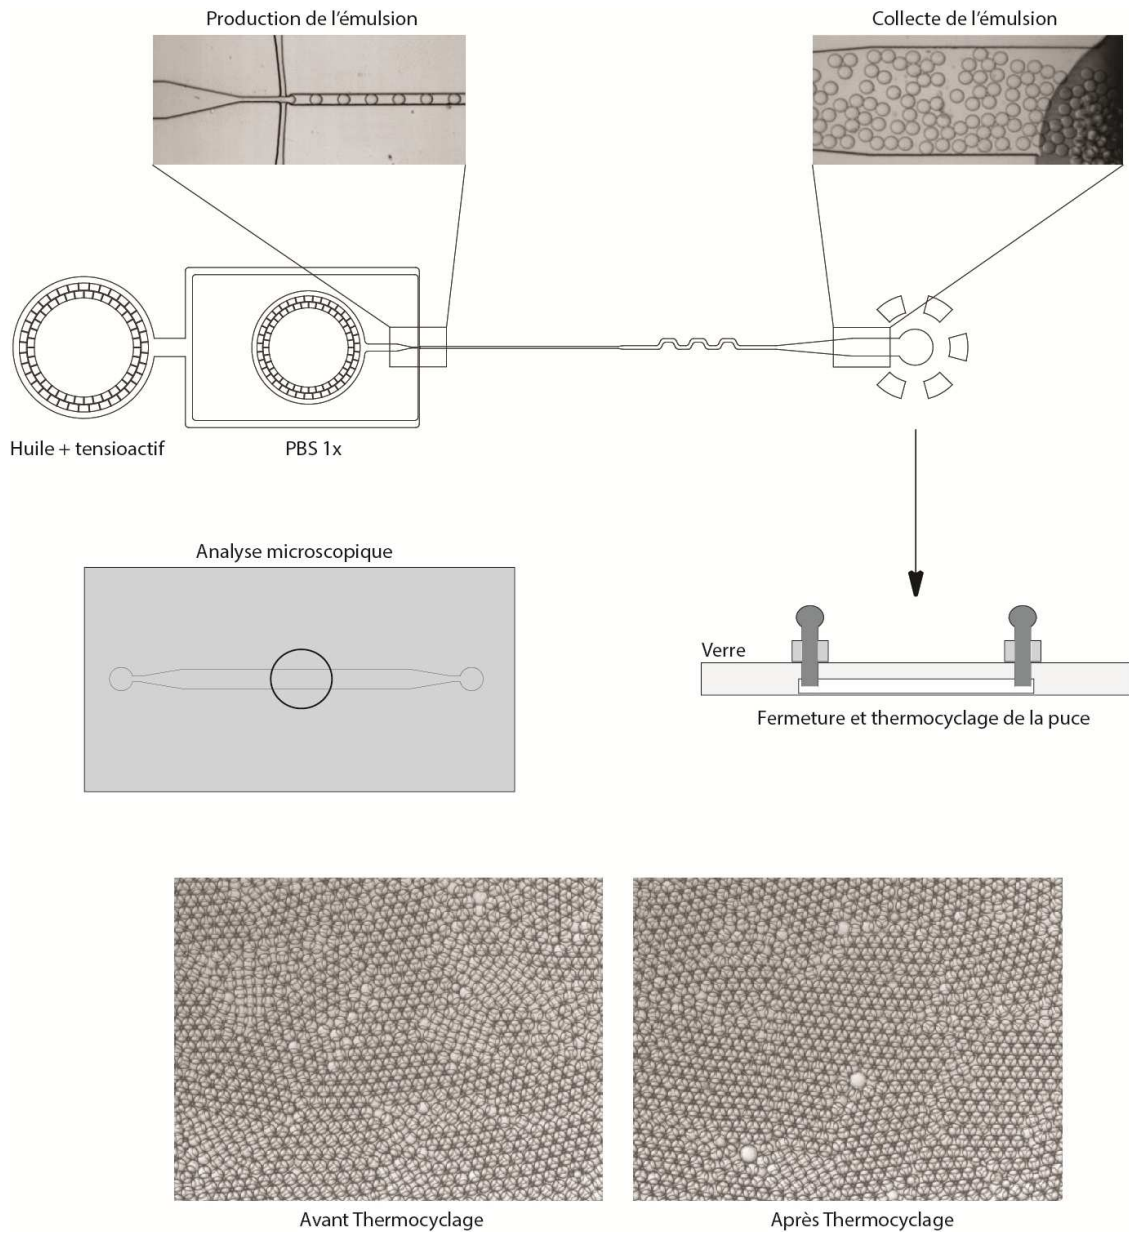 Production de l'émulsion
Collecte de l'émulsion
Huile + tensioactif
PBS 1x
Analyse microscopique
Verre
Fermeture et thermocyclage de la puce
Avant Thermocyclage
Après Thermocyclage